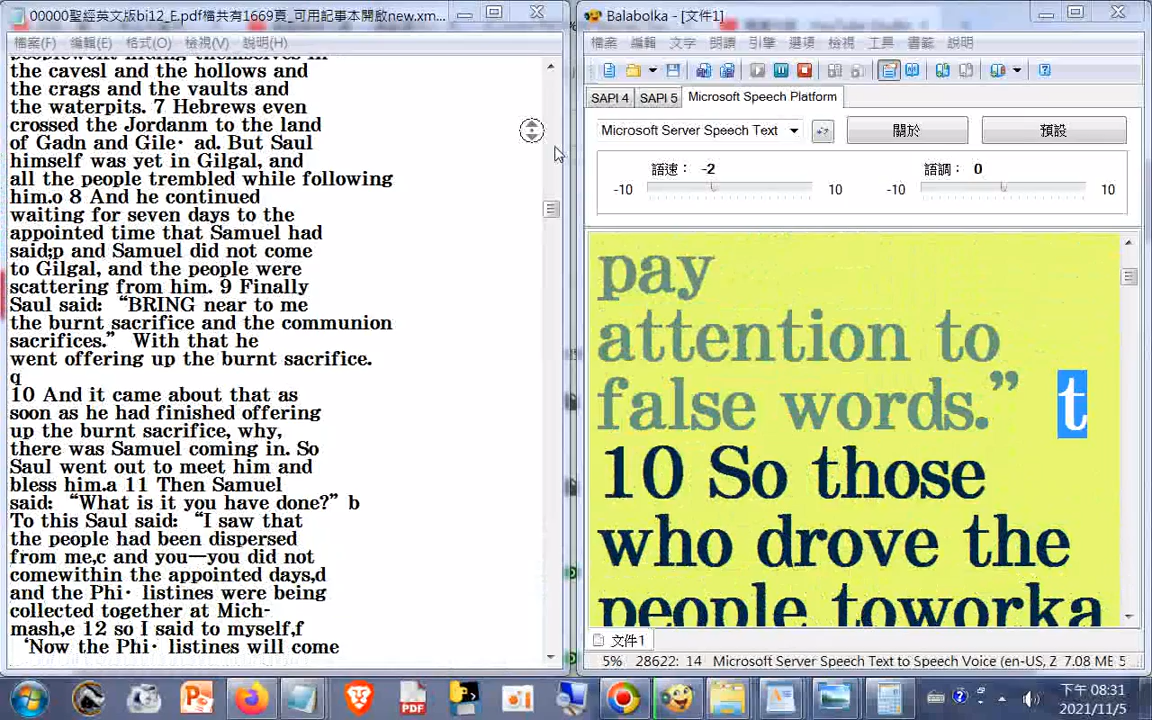 00000聖經英文版bi12_E.pdf檔共有1669頁_可用記事本開啟new.xm...
檔案(F) 編輯(E) 格式(O) 檢視(V) 說明(H)
the cavesl and the hollows and
the crags and the vaults and
the waterpits. 7 Hebrews even
crossed the Jordanm to the land
of Gadn and Gile· ad. But Saul
himself was yet in Gilgal, and
all the people trembled while following
him.o 8 And he continued
waiting for seven days to the
appointed time that Samuel had
said;p and Samuel did not come
to Gilgal, and the people were
scattering from him. 9 Finally
Saul said: “BRING near to me
the burnt sacrifice and the communion
sacrifices.” With that he
went offering up the burnt sacrifice.
q
10 And it came about that as
soon as he had finished offering
up the burnt sacrifice, why,
there was Samuel coming in. So
Saul went out to meet him and
bless him.a 11 Then Samuel
said: “What is it you have done?” b
To this Saul said: “I saw that
the people had been dispersed
from me,c and you—you did not
comewithin the appointed days,d
and the Phi· listines were being
collected together at Mich-
mash,e 12 so I said to myself,f
‘Now the Phi· listines will come
Balabolka - [文件1]
檔案 編輯 文字 朗讀 引擎 選項 檢視 工具 書籤 說明
SAPI 4 SAPI 5 Microsoft Speech Platform
Microsoft Server Speech Text 關於 預設
語速: -2 語調: 0
-10 10 -10 10
pay
attention to
false words.” t
10 So those
who drove the
people toworka
文件1
5% 28622: 14 Microsoft Server Speech Text to Speech Voice (en-US, Z 7.08 MB 5
PDF
下午 08:31
2021/11/5